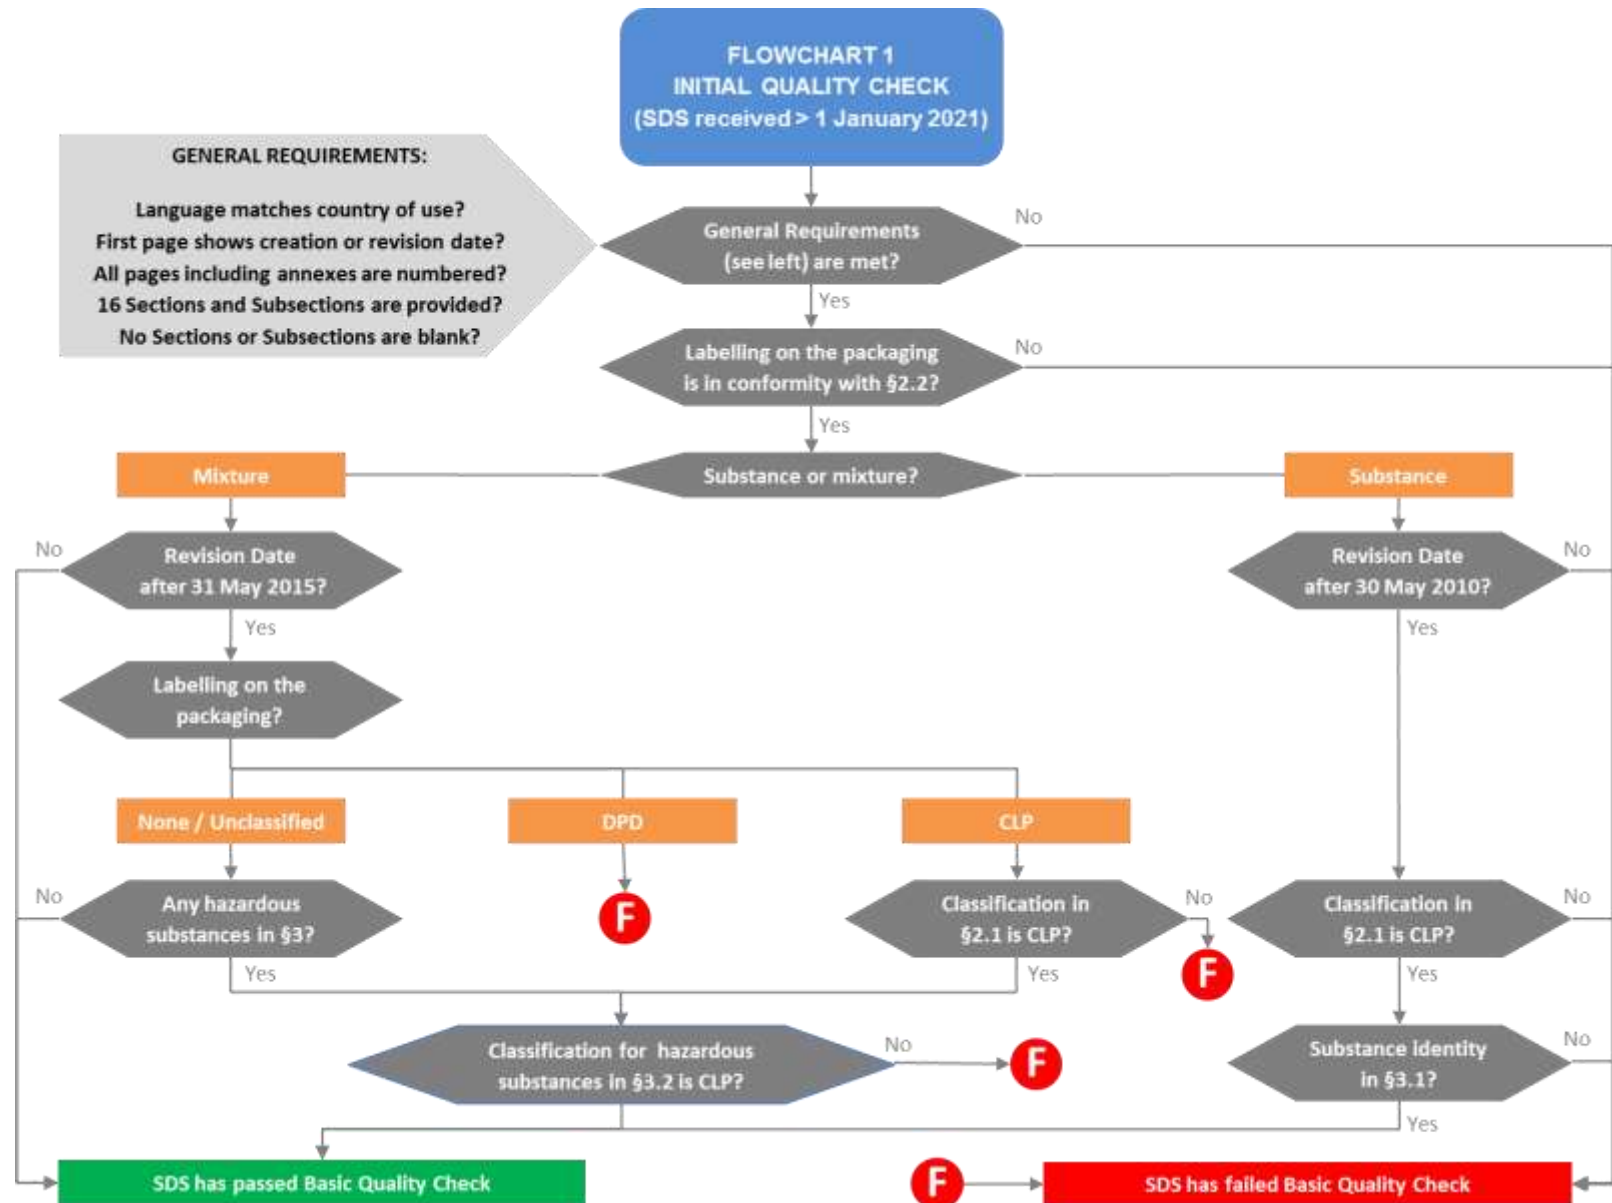 FLOWCHART 1
INITIAL QUALITY CHECK
(SDS received > 1 January 2021)
GENERAL REQUIREMENTS:
Language matches country of use?
First page shows creation or revision date?
All pages including annexes are numbered?
16 Sections and Subsections are provided?
No Sections or Subsections are blank?
General Requirements
(see left) are met?
No
Yes
Labelling on the packaging
is in conformity with §2.2?
No
Yes
Mixture
Substance or mixture?
Substance
No
Revision Date
after 31 May 2015?
Yes
Revision Date
after 30 May 2010?
No
Yes
Labelling on the
packaging?
None / Unclassified
DPD
CLP
No
Any hazardous
substances in §3?
Yes
F
Classification in
§2.1 is CLP?
No
F
Yes
Classification in
§2.1 is CLP?
No
Yes
Classification for hazardous
substances in §3.2 is CLP?
No
F
Substance identity
in §3.1?
No
Yes
SDS has passed Basic Quality Check
F
SDS has failed Basic Quality Check